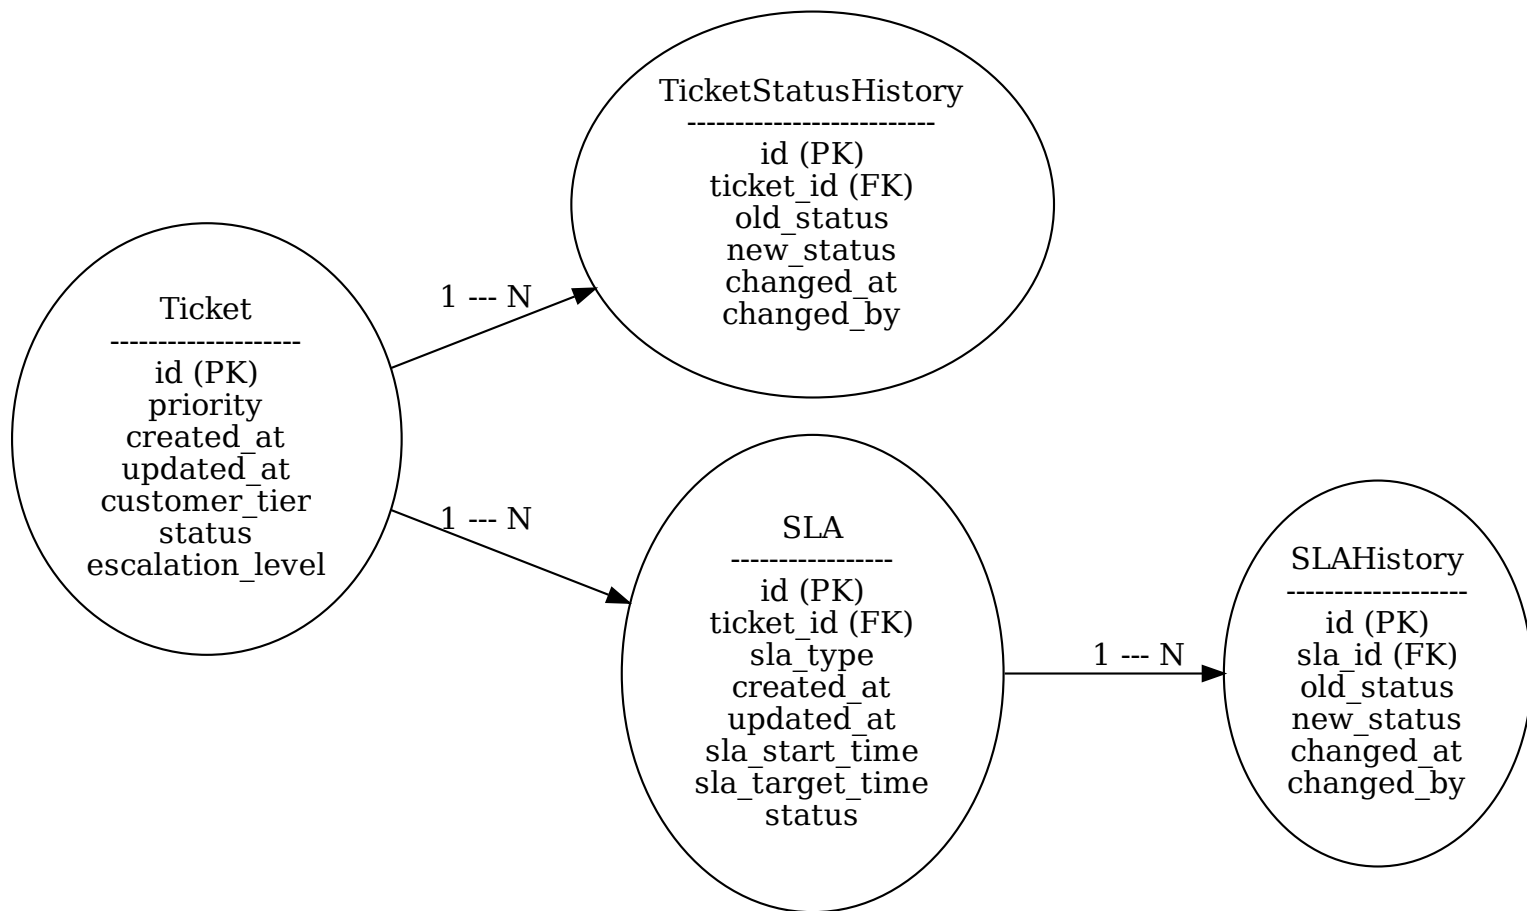 TicketStatusHistory
--------------------------
id (PK)
ticket_id (FK)
old_status
new_status
changed_at
changed_by
Ticket
--------------------
id (PK)
priority
created_at
updated_at
customer_tier
status
escalation_level
1 --- N
1 --- N
SLA
-----------------
id (PK)
ticket_id (FK)
sla_type
created_at
updated_at
sla_start_time
sla_target_time
status
1 --- N
SLAHistory
-------------------
id (PK)
sla_id (FK)
old_status
new_status
changed_at
changed_by